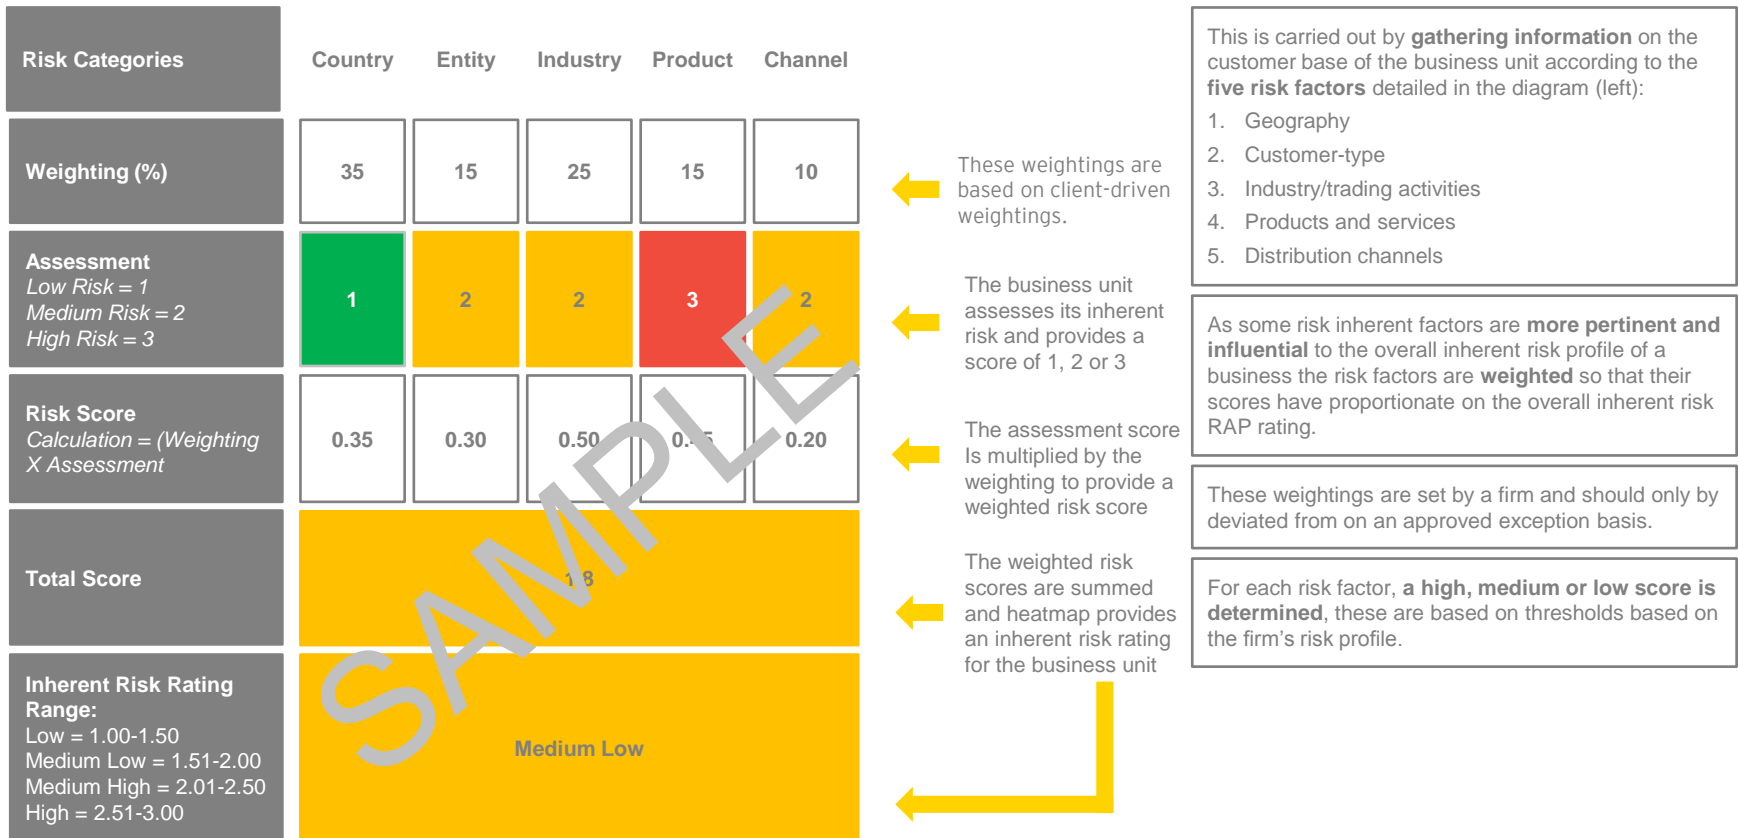 Risk Categories
Country Entity Industry Product Channel
Weighting (%)
35 15 25 15 10
These weightings are
based on client-driven
weightings.
Assessment
Low Risk = 1
Medium Risk = 2
High Risk = 3
1 2 2 3 2
The business unit
assesses its inherent
risk and provides a
score of 1, 2 or 3
Risk Score
Calculation = (Weighting
X Assessment
0.35 0.30 0.50 0.45 0.20
The assessment score
Is multiplied by the
weighting to provide a
weighted risk score
Total Score
1.8
The weighted risk
scores are summed
and heatmap provides
an inherent risk rating
for the business unit
Inherent Risk Rating
Range:
Low = 1.00-1.50
Medium Low = 1.51-2.00
Medium High = 2.01-2.50
High = 2.51-3.00
Medium Low
SAMPLE
This is carried out by gathering information on the
customer base of the business unit according to the
five risk factors detailed in the diagram (left):
1. Geography
2. Customer-type
3. Industry/trading activities
4. Products and services
5. Distribution channels
As some risk inherent factors are more pertinent and
influential to the overall inherent risk profile of a
business the risk factors are weighted so that their
scores have proportionate on the overall inherent risk
RAP rating.
These weightings are set by a firm and should only by
deviated from on an approved exception basis.
For each risk factor, a high, medium or low score is
determined, these are based on thresholds based on
the firm's risk profile.